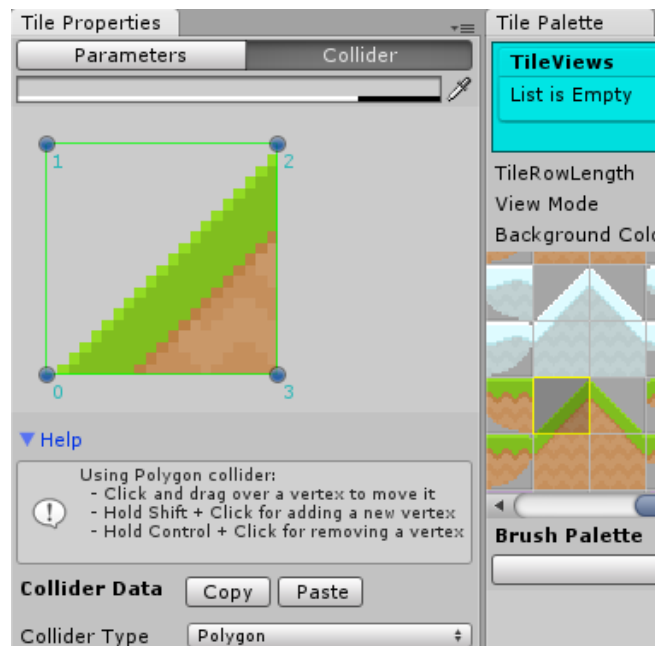 Tile Properties
Parameters
Collider
1
2
0
3
Help
Using Polygon collider:
- Click and drag over a vertex to move it
- Hold Shift + Click for adding a new vertex
- Hold Control + Click for removing a vertex
Collider Data
Copy
Paste
Collider Type
Polygon
Tile Palette
TileViews
List is Empty
TileRowLength
View Mode
Background Colo
Brush Palette